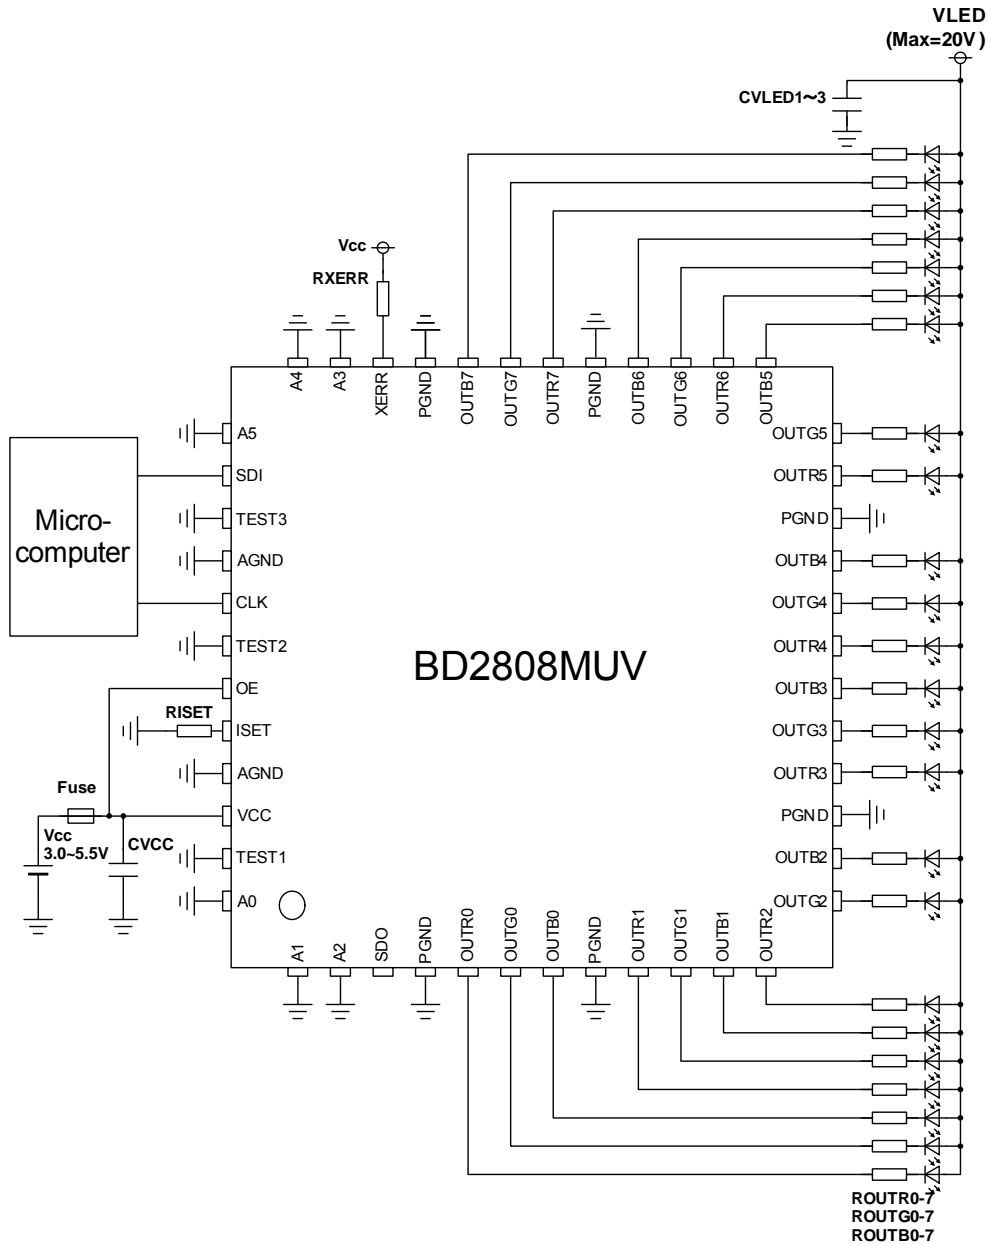 VLED
(Max=20V)
CVLED1～3
Vcc
RXERR
A4
A3
XERR
PGND
OUTB7
OUTG7
OUTR7
PGND
OUTB6
OUTG6
OUTR6
OUTB5
A5
SDI
TEST3
AGND
CLK
TEST2
OE
ISET
AGND
VCC
TEST1
A0
Micro-
computer
RISET
Fuse
Vcc
3.0~5.5V
CVCC
BD2808MUV
OUTG5
OUTR5
PGND
OUTB4
OUTG4
OUTR4
OUTB3
OUTG3
OUTR3
PGND
OUTB2
OUTG2
A1
A2
SDO
PGND
OUTR0
OUTG0
OUTB0
PGND
OUTR1
OUTG1
OUTB1
OUTR2
ROUTR0-7
ROUTG0-7
ROUTB0-7